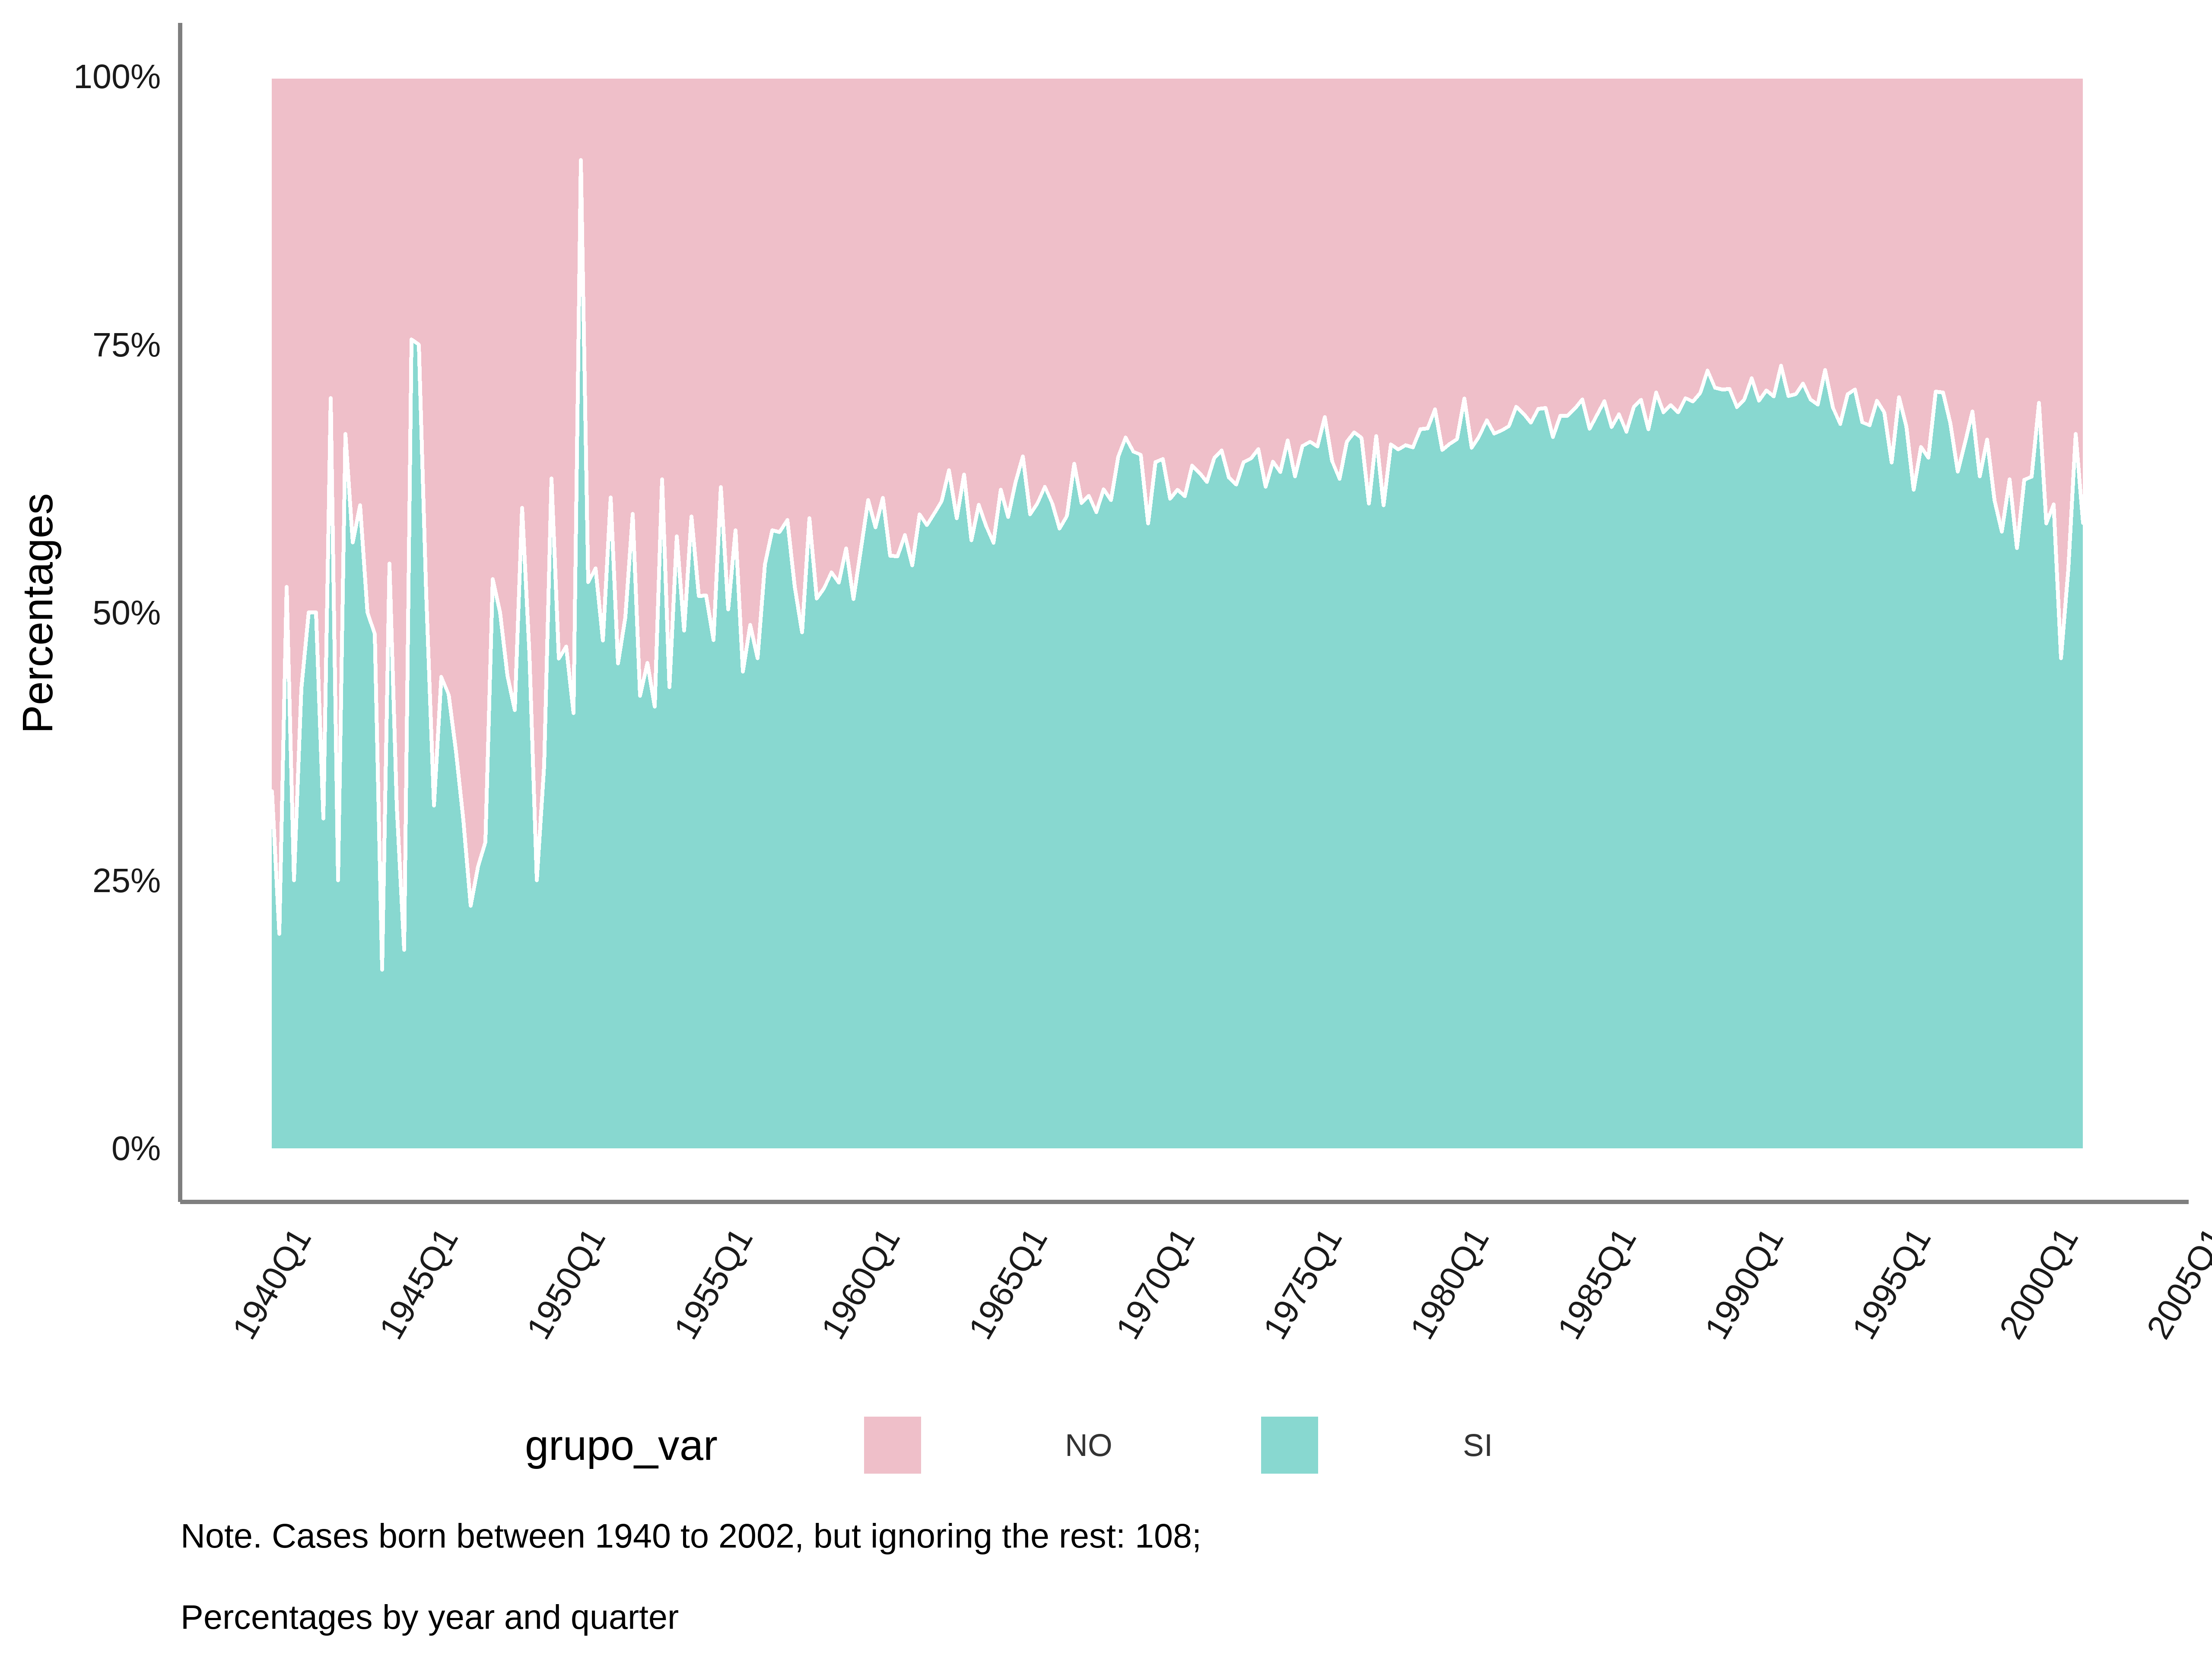 100%
75%
50%
25%
0%
Percentages
1940Q1
1945Q1
1950Q1
1955Q1
1960Q1
1965Q1
1970Q1
1975Q1
1980Q1
1985Q1
1990Q1
1995Q1
2000Q1
2005Q1
grupo_var NO SI
Note. Cases born between 1940 to 2002, but ignoring the rest: 108;
Percentages by year and quarter